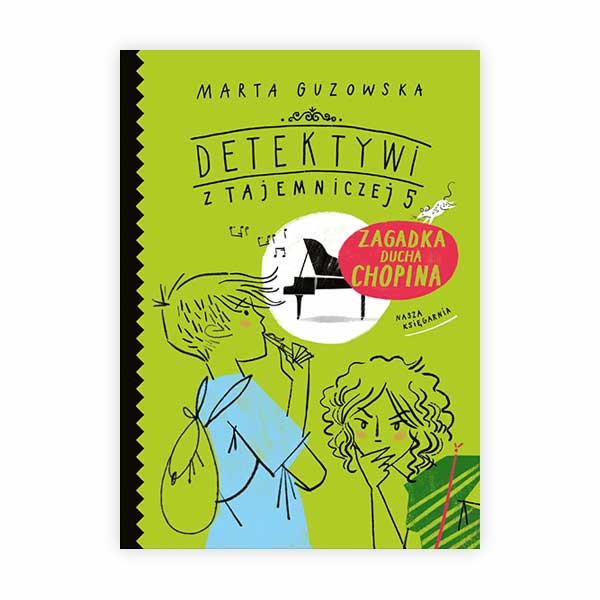 MARTA GUZOWSKA
DETEKTYWI
Z TAJEMNICZEJ 5
ZAGADKA
DUCHA
CHOPINA
NASZA
KSIĘGARNIA